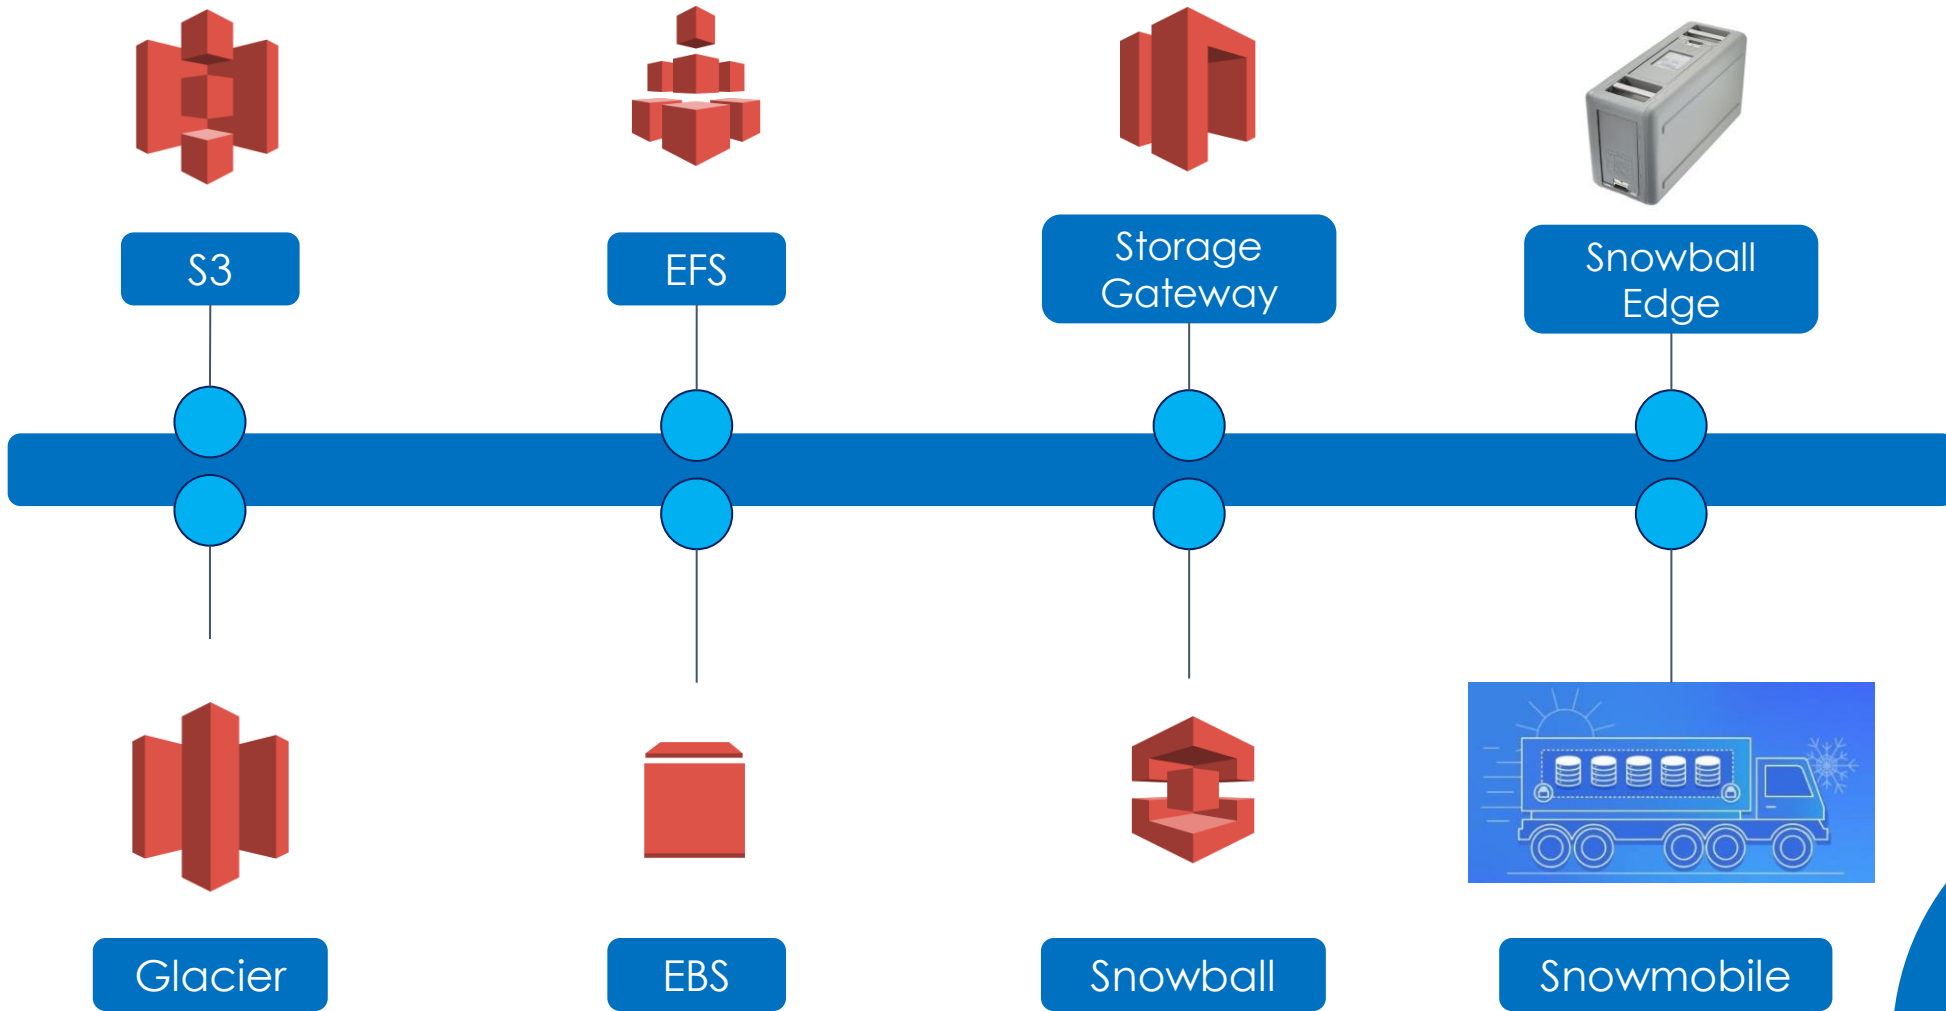 S3
EFS
Storage
Gateway
Snowball
Edge
Glacier
EBS
Snowball
Snowmobile